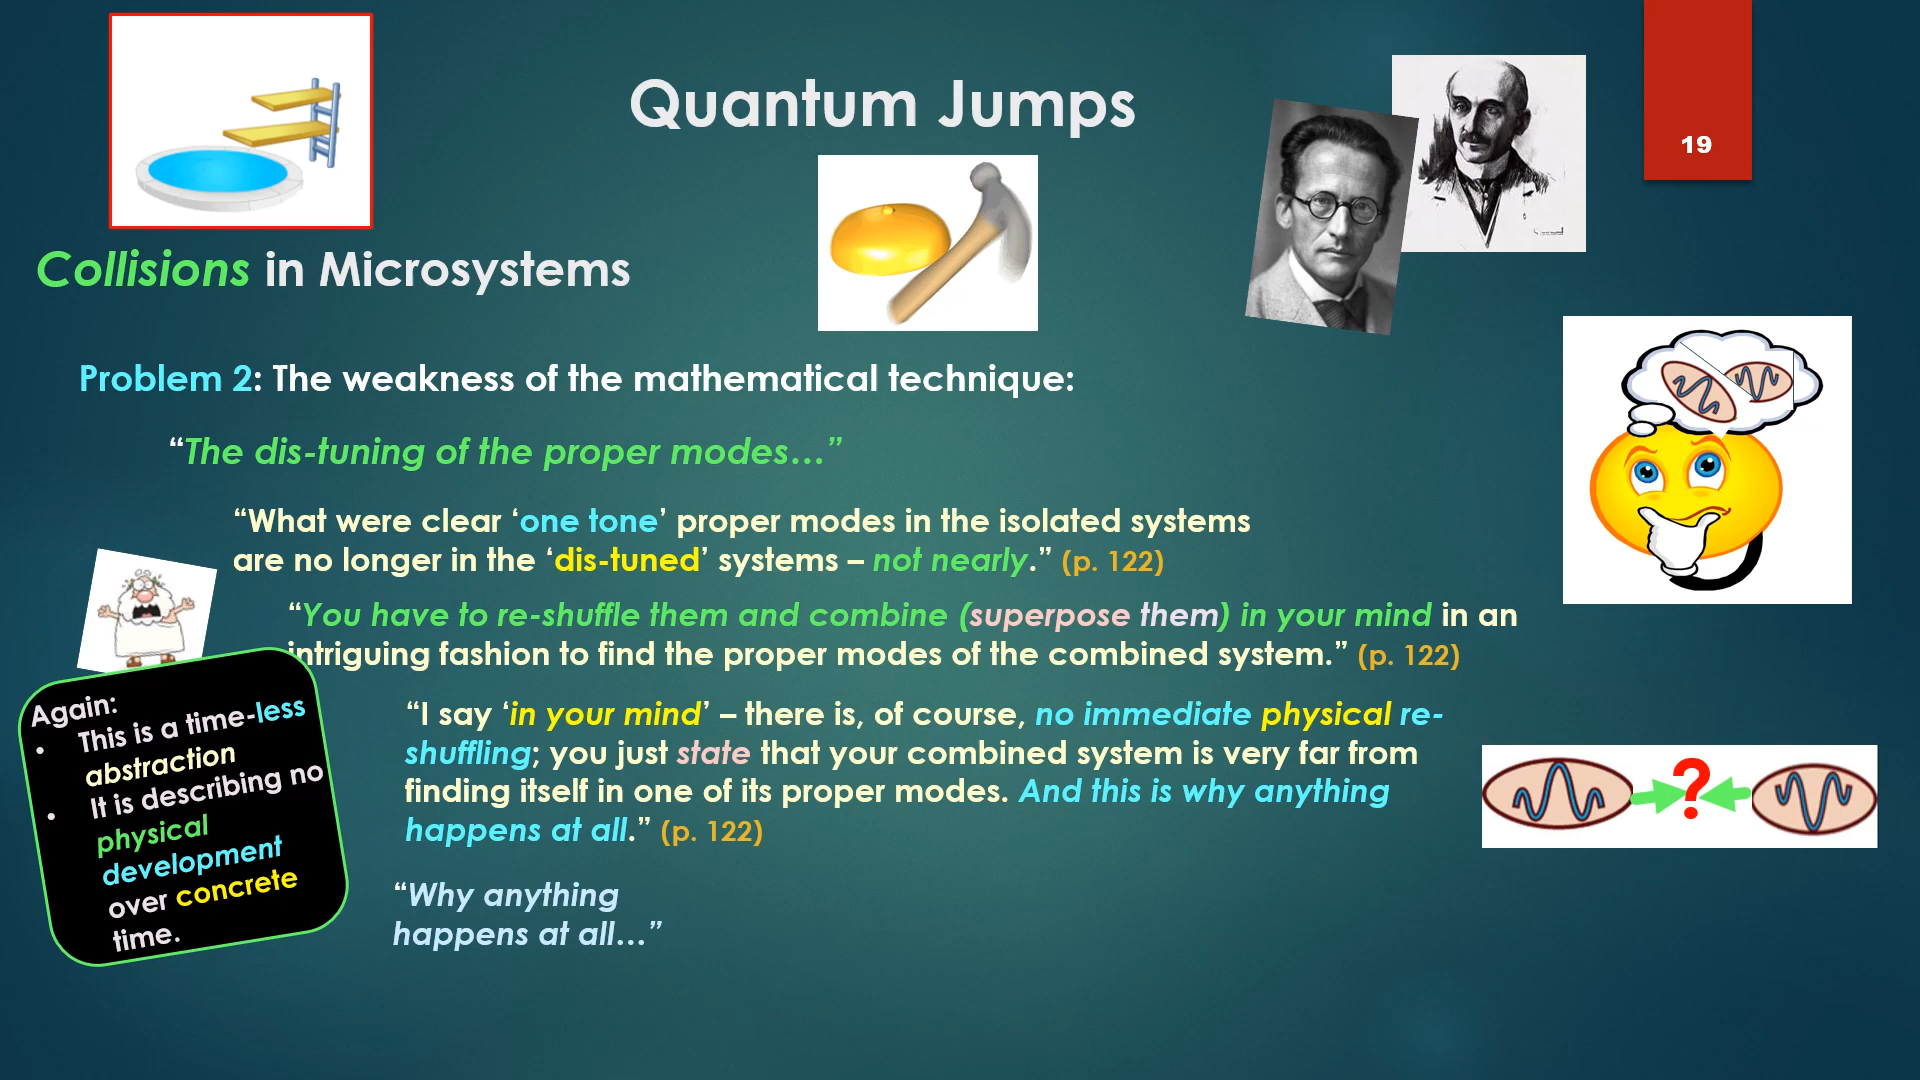 Quantum Jumps
19
Collisions in Microsystems
Problem 2: The weakness of the mathematical technique:
“The dis-tuning of the proper modes…”
“What were clear ‘one tone’ proper modes in the isolated systems
are no longer in the ‘dis-tuned’ systems – not nearly.” (p. 122)
“You have to re-shuffle them and combine (superpose them) in your mind in an
intriguing fashion to find the proper modes of the combined system.” (p. 122)
“I say ‘in your mind’ – there is, of course, no immediate physical re-
shuffling; you just state that your combined system is very far from
finding itself in one of its proper modes. And this is why anything
happens at all.” (p. 122)
“Why anything
happens at all…”
Again:
• This is a time-less
abstraction
• It is describing no
physical
development
over concrete
time.
?